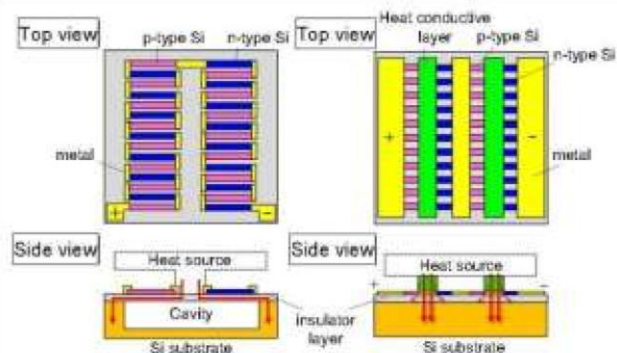 Top view
p-type Si
n-type Si
metal
+
-
Side view
Heat source
Cavity
Si substrate
insulator
layer
Top view
Heat conductive
layer
p-type Si
n-type Si
+
-
metal
Side view
+
-
Heat source
Si substrate